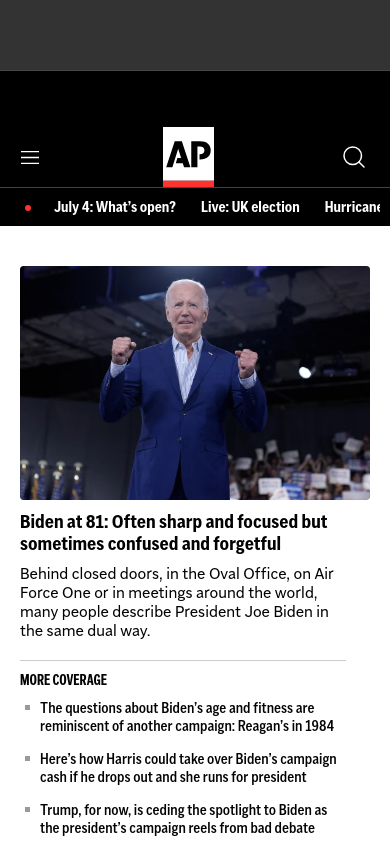 AP
July 4: What’s open?
Live: UK election
Hurricane
Biden at 81: Often sharp and focused but
sometimes confused and forgetful
Behind closed doors, in the Oval Office, on Air
Force One or in meetings around the world,
many people describe President Joe Biden in
the same dual way.
MORE COVERAGE
The questions about Biden’s age and fitness are
reminiscent of another campaign: Reagan’s in 1984
Here’s how Harris could take over Biden’s campaign
cash if he drops out and she runs for president
Trump, for now, is ceding the spotlight to Biden as
the president’s campaign reels from bad debate